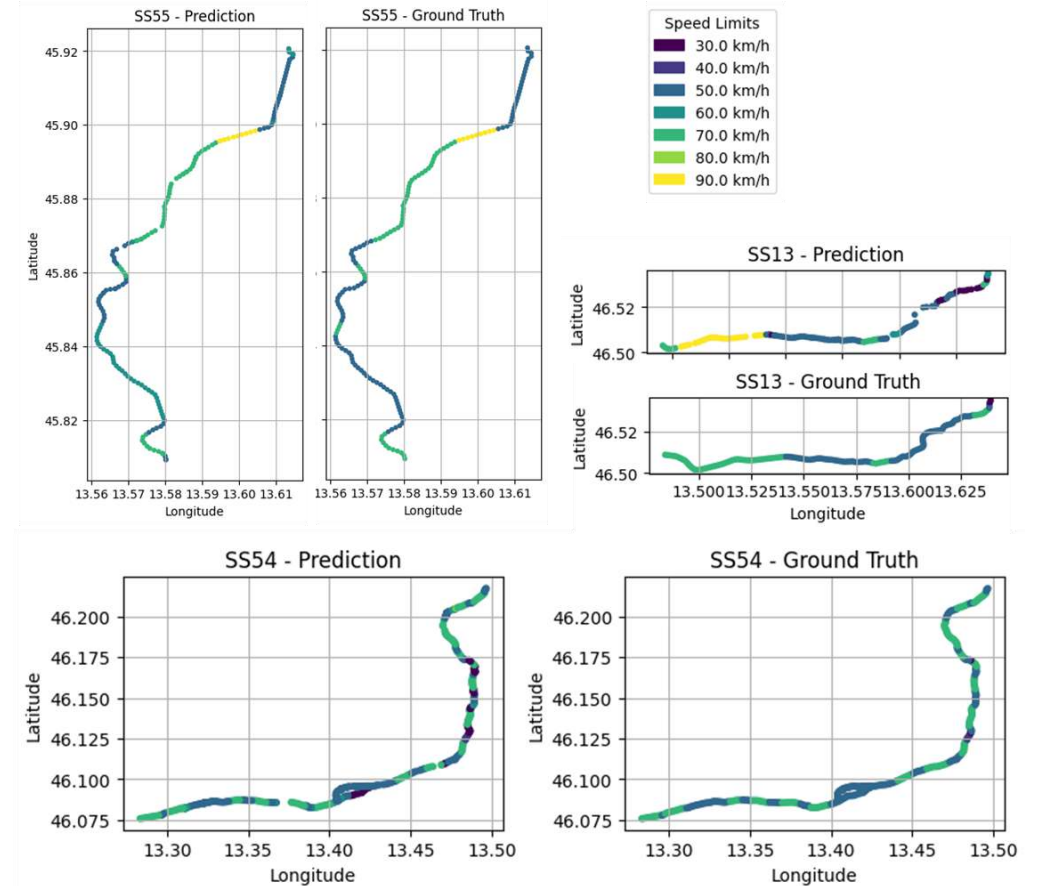 SS55 - Prediction
SS55 - Ground Truth
45.92
45.90
45.88
45.86
45.84
45.82
Latitude
13.56 13.57 13.58 13.59 13.60 13.61
Longitude
13.56 13.57 13.58 13.59 13.60 13.61
Longitude
Speed Limits
30.0 km/h
40.0 km/h
50.0 km/h
60.0 km/h
70.0 km/h
80.0 km/h
90.0 km/h
SS13 - Prediction
46.52
46.50
Latitude
SS13 - Ground Truth
46.52
46.50
Latitude
13.500 13.525 13.550 13.575 13.600 13.625
Longitude
SS54 - Prediction
46.200
46.175
46.150
46.125
46.100
46.075
Latitude
13.30 13.35 13.40 13.45 13.50
Longitude
SS54 - Ground Truth
46.200
46.175
46.150
46.125
46.100
46.075
Latitude
13.30 13.35 13.40 13.45 13.50
Longitude